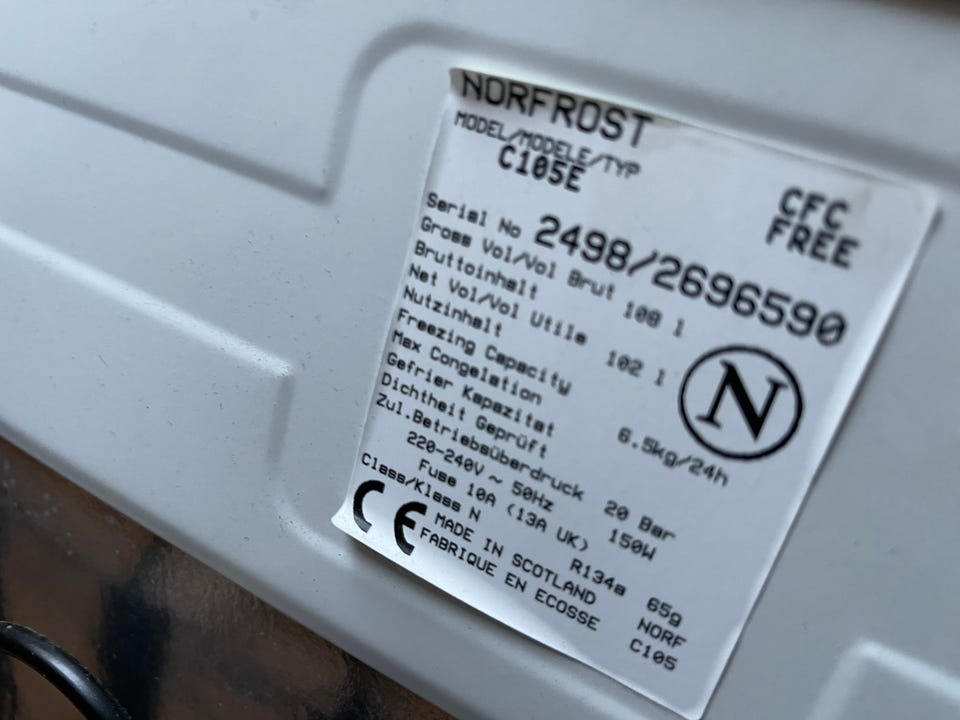 NORFROST
MODEL/MODELE/TYP
C105E
CFC
FREE
Serial No 2498/2696590
Gross Vol/Vol Brut 108 l
Bruttoinhalt
Net Vol/Vol Utile 102 l
Nutzinhalt
Freezing Capacity
Max Congelation 6.5kg/24h
Gefrier Kapazitat
Dichtheit Geprüft
Zul.Betriebsüberdruck 20 Bar
220-240V ~ 50Hz 150W
Fuse 10A (13A UK)
Class/Klass N R134a 65g
MADE IN SCOTLAND NORF
FABRIQUE EN ECOSSE C105
N
CE